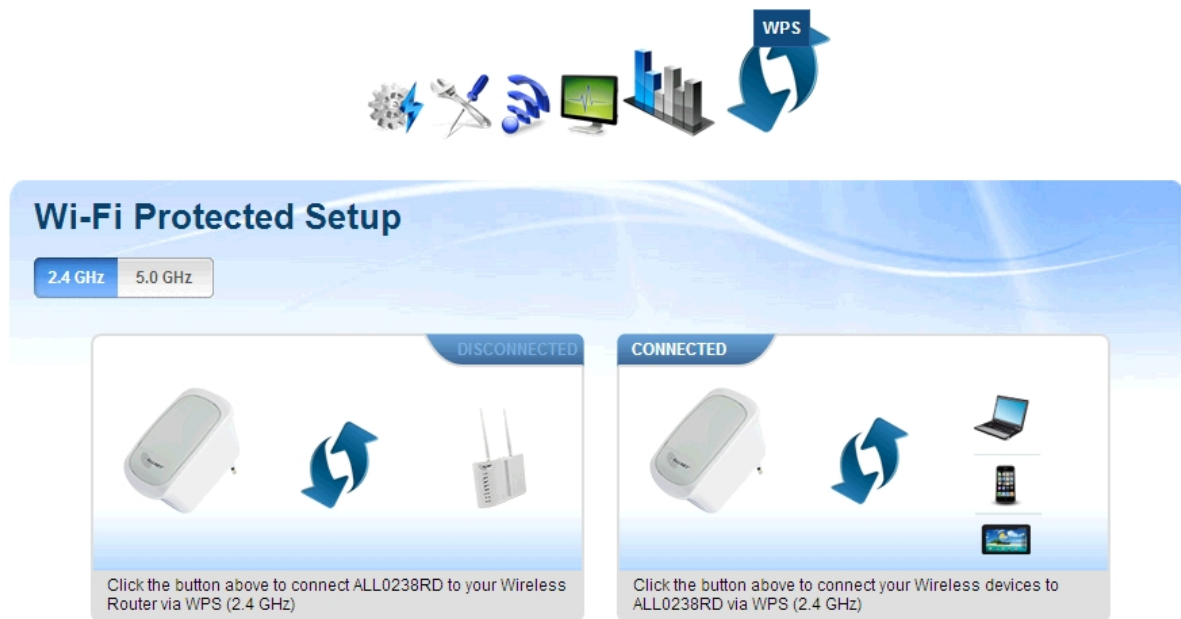 WPS
Wi-Fi Protected Setup
2.4 GHz 5.0 GHz
DISCONNECTED
CONNECTED
Click the button above to connect ALL0238RD to your Wireless
Router via WPS (2.4 GHz)
Click the button above to connect your Wireless devices to
ALL0238RD via WPS (2.4 GHz)